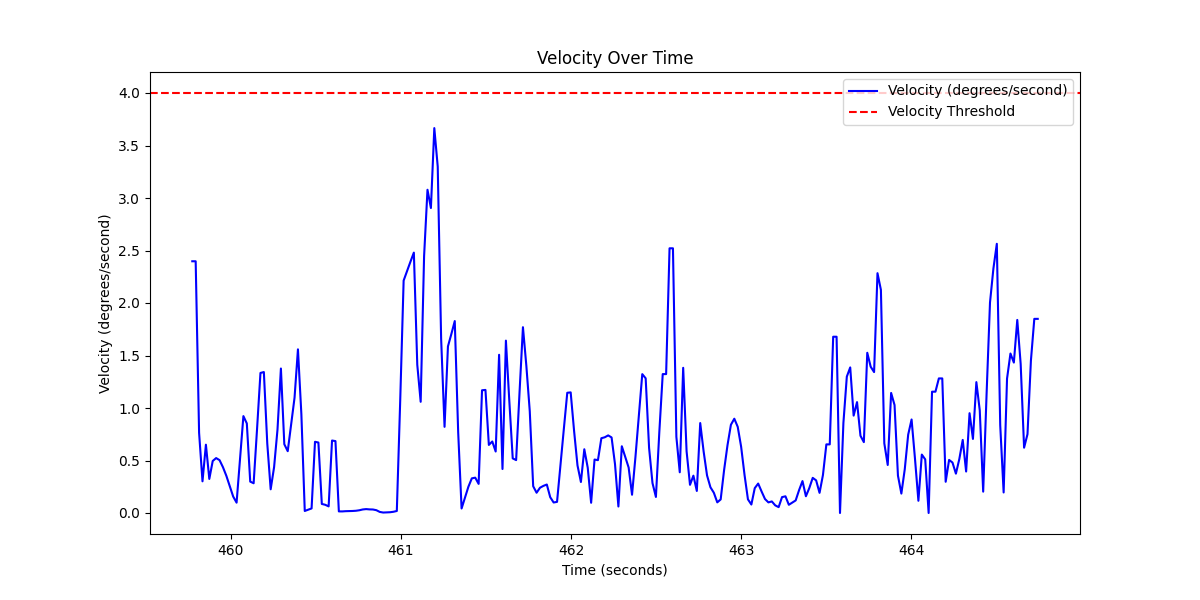 Velocity Over Time
Velocity (degrees/second)
Velocity Threshold
4.0
3.5
3.0
2.5
2.0
1.5
1.0
0.5
0.0
Velocity (degrees/second)
460
461
462
463
464
Time (seconds)